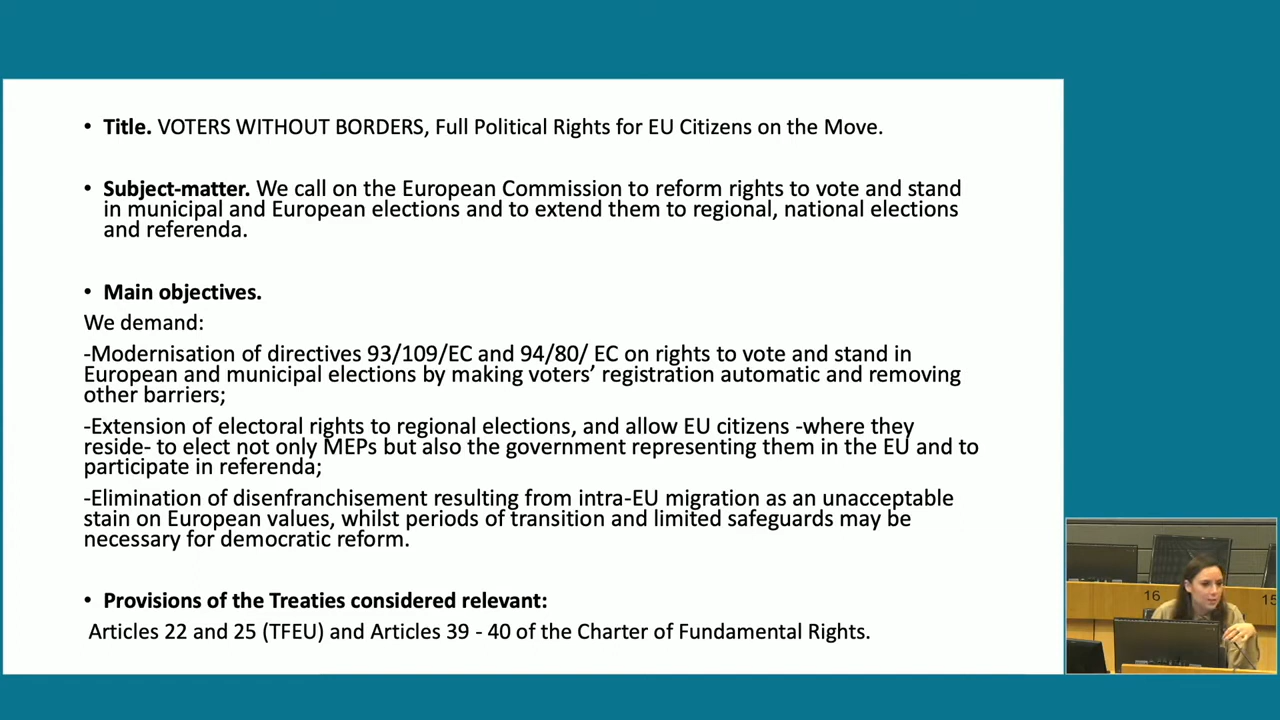 • Title. VOTERS WITHOUT BORDERS, Full Political Rights for EU Citizens on the Move.
• Subject-matter. We call on the European Commission to reform rights to vote and stand
in municipal and European elections and to extend them to regional, national elections
and referenda.
• Main objectives.
We demand:
-Modernisation of directives 93/109/EC and 94/80/ EC on rights to vote and stand in
European and municipal elections by making voters’ registration automatic and removing
other barriers;
-Extension of electoral rights to regional elections, and allow EU citizens -where they
reside- to elect not only MEPs but also the government representing them in the EU and to
participate in referenda;
-Elimination of disenfranchisement resulting from intra-EU migration as an unacceptable
stain on European values, whilst periods of transition and limited safeguards may be
necessary for democratic reform.
• Provisions of the Treaties considered relevant:
Articles 22 and 25 (TFEU) and Articles 39 - 40 of the Charter of Fundamental Rights.
16
15